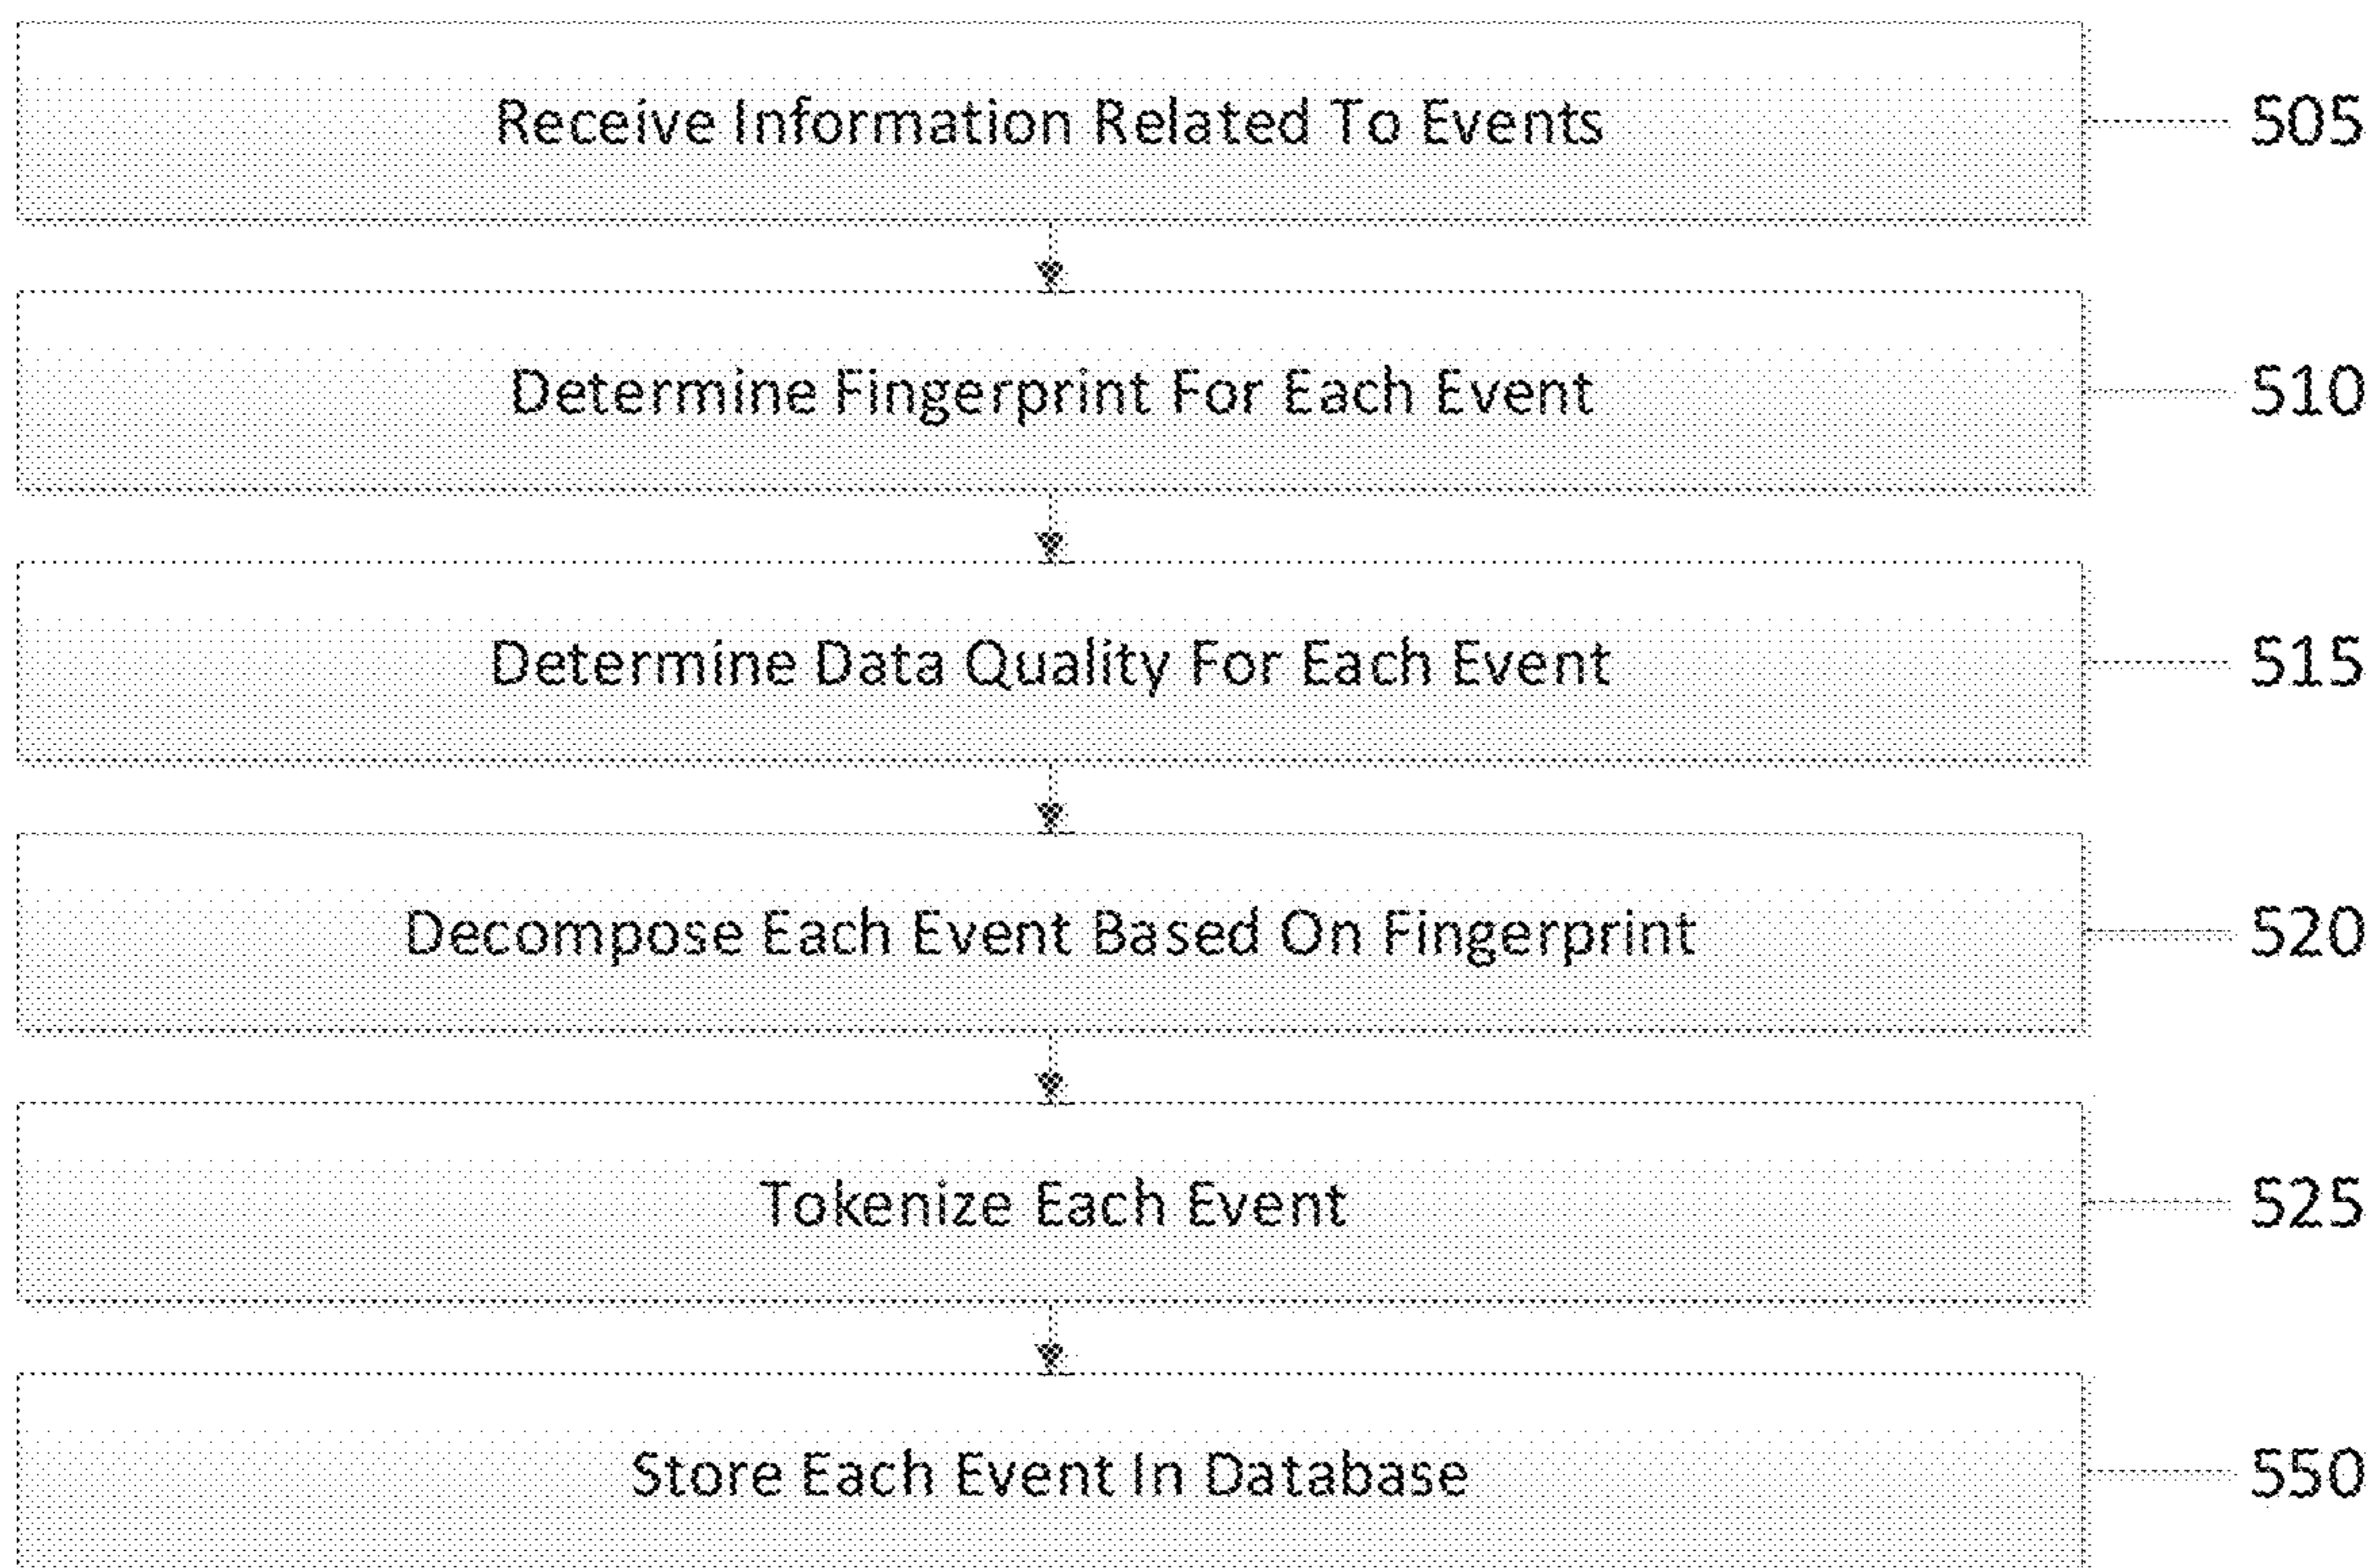 Receive Information Related To Events 505
Determine Fingerprint For Each Event 510
Determine Data Quality For Each Event 515
Decompose Each Event Based On Fingerprint 520
Tokenize Each Event 525
Store Each Event In Database 550